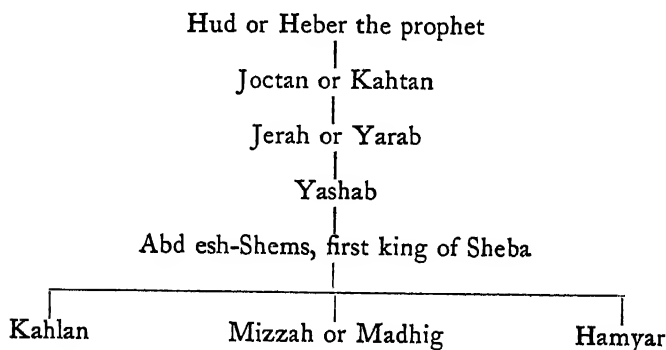 Hud or Heber the prophet
Joctan or Kahtan
Jerah or Yarab
Yashab
Abd esh-Shems, first king of Sheba
Kahlan Mizzah or Madhig Hamyar